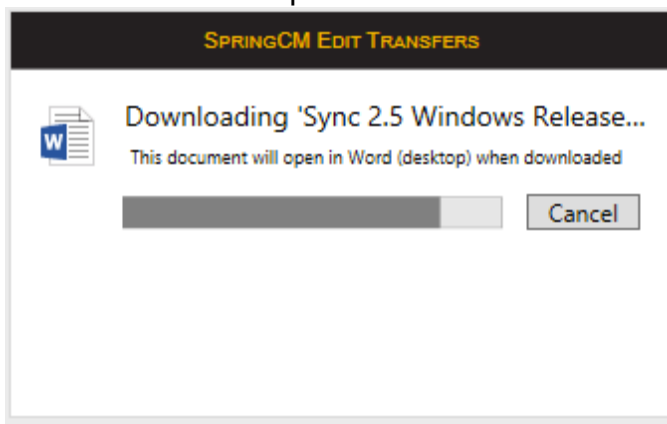 SpringCM Edit Transfers
W
Downloading 'Sync 2.5 Windows Release...
This document will open in Word (desktop) when downloaded
Cancel